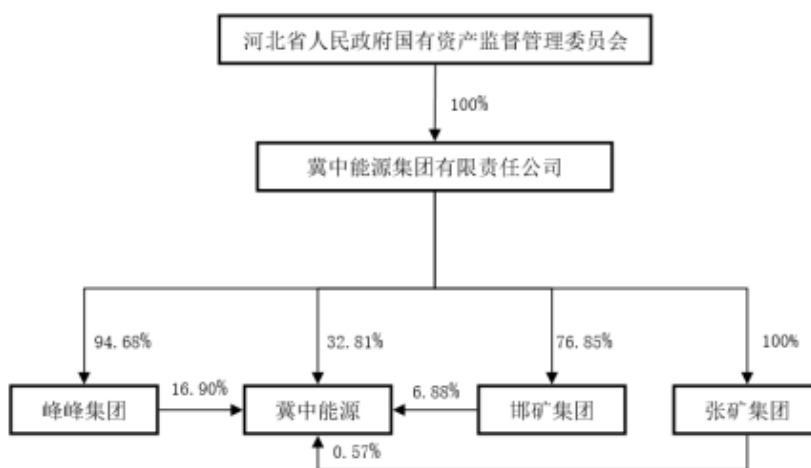 河北省人民政府国有资产监督管理委员会
100%
冀中能源集团有限责任公司
94.68%
32.81%
76.85%
100%
峰峰集团
16.90%
冀中能源
6.88%
邯矿集团
张矿集团
0.57%